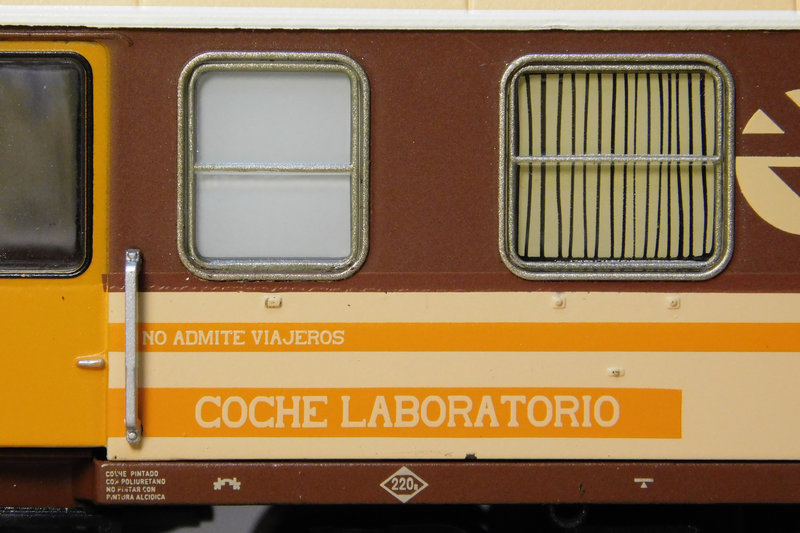 NO ADMITE VIAJEROS
COCHE LABORATORIO
COCHE PINTADO
CON POLIURETANO
NO PINTAR CON
PINTURA ALCIDICA
220